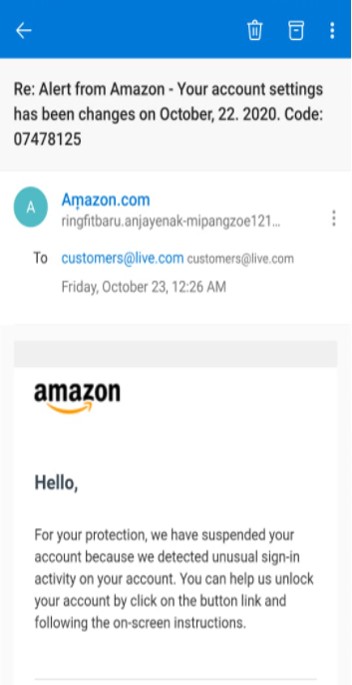 Re: Alert from Amazon - Your account settings
has been changes on October, 22. 2020. Code:
07478125
A
Aṃazon.com
ringfitbaru.anjayenak-mipangzoe121...
To customers@live.com customers@live.com
Friday, October 23, 12:26 AM
amazon
Hello,
For your protection, we have suspended your
account because we detected unusual sign-in
activity on your account. You can help us unlock
your account by click on the button link and
following the on-screen instructions.